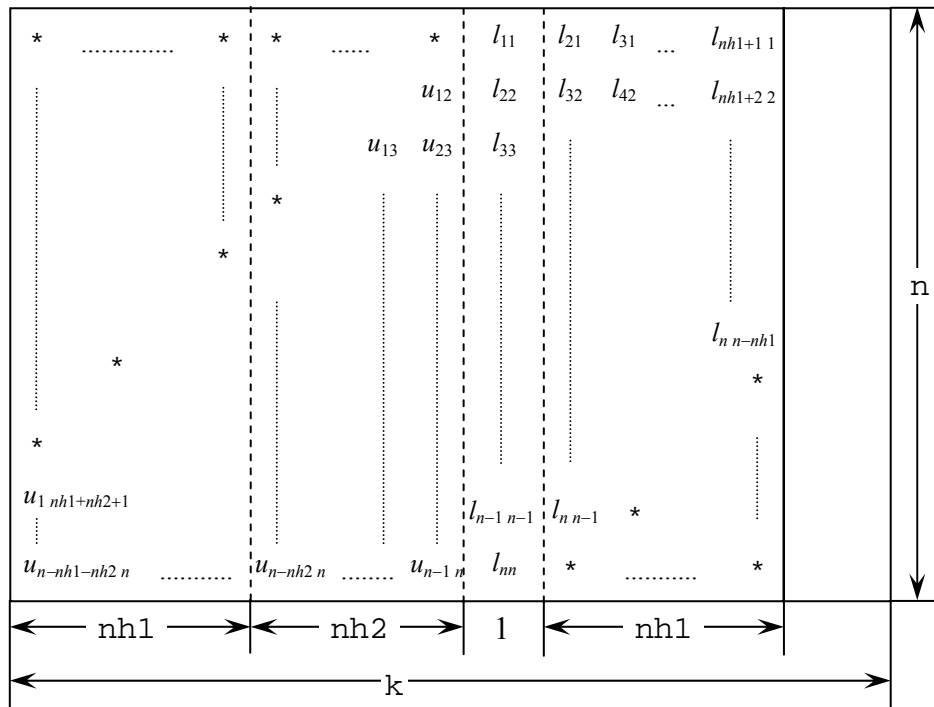 * .............. * * ...... * l₁₁ l₂₁ l₃₁ ... lₙₕ₁₊₁ ₁
u₁₂ l₂₂ l₃₂ l₄₂ ... lₙₕ₁₊₂ ₂
u₁₃ u₂₃ l₃₃
*
*
n
lₙ ₙ₋ₙₕ₁
*
*
*
u₁ ₙₕ₁₊ₙₕ₂₊₁ lₙ₋₁ ₙ₋₁ lₙ ₙ₋₁ *
uₙ₋ₙₕ₁₋ₙₕ₂ ₙ ........... uₙ₋ₙₕ₂ ₙ ........ uₙ₋₁ ₙ lₙₙ * ........... *
nh1 nh2 1 nh1
k